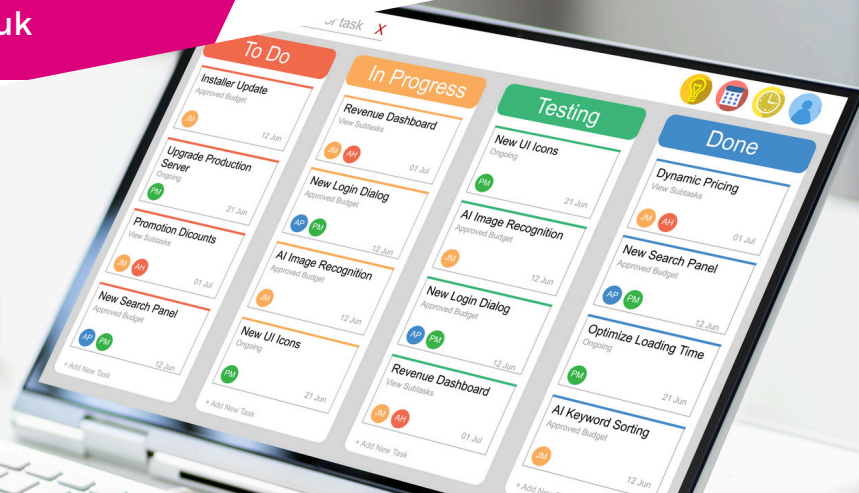 uk
or task X
To Do
Installer Update
Approved Budget
JM
12 Jun
Upgrade Production
Server
Ongoing
PM
21 Jun
Promotion Dicounts
View Subtasks
JM AH
01 Jul
New Search Panel
Approved Budget
AP PM
12 Jun
+ Add New Task
In Progress
Revenue Dashboard
View Subtasks
JM AH
01 Jul
New Login Dialog
Approved Budget
AP PM
12 Jun
AI Image Recognition
Approved Budget
JM
12 Jun
New UI Icons
Ongoing
PM
21 Jun
+ Add New Task
Testing
New UI Icons
Ongoing
PM
21 Jun
AI Image Recognition
Approved Budget
JM
12 Jun
New Login Dialog
Approved Budget
AP PM
12 Jun
Revenue Dashboard
View Subtasks
JM AH
01 Jul
+ Add New Task
Done
Dynamic Pricing
View Subtasks
JM AH
01 Jul
New Search Panel
Approved Budget
AP PM
12 Jun
Optimize Loading Time
Ongoing
PM
21 Jun
AI Keyword Sorting
Approved Budget
JM
12 Jun
+ Add